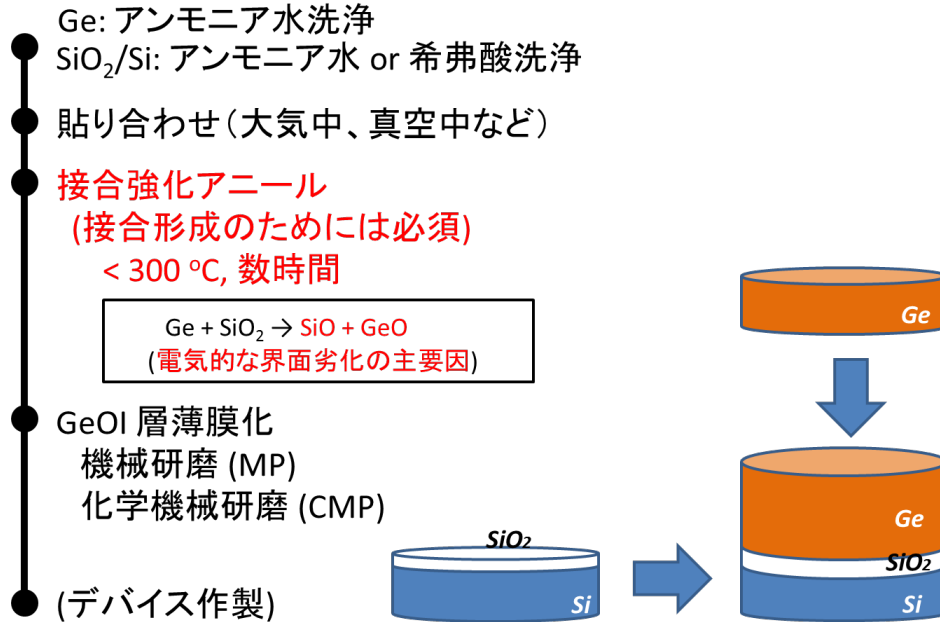 Ge: アンモニア水洗浄
SiO₂/Si: アンモニア水 or 希弗酸洗浄
貼り合わせ（大気中、真空中など）
接合強化アニール
(接合形成のためには必須)
< 300 ºC, 数時間
Ge + SiO₂ → SiO + GeO
(電気的な界面劣化の主要因)
GeOI 層薄膜化
機械研磨 (MP)
化学機械研磨 (CMP)
(デバイス作製)
Ge
Ge
SiO₂
Si
SiO₂
Si